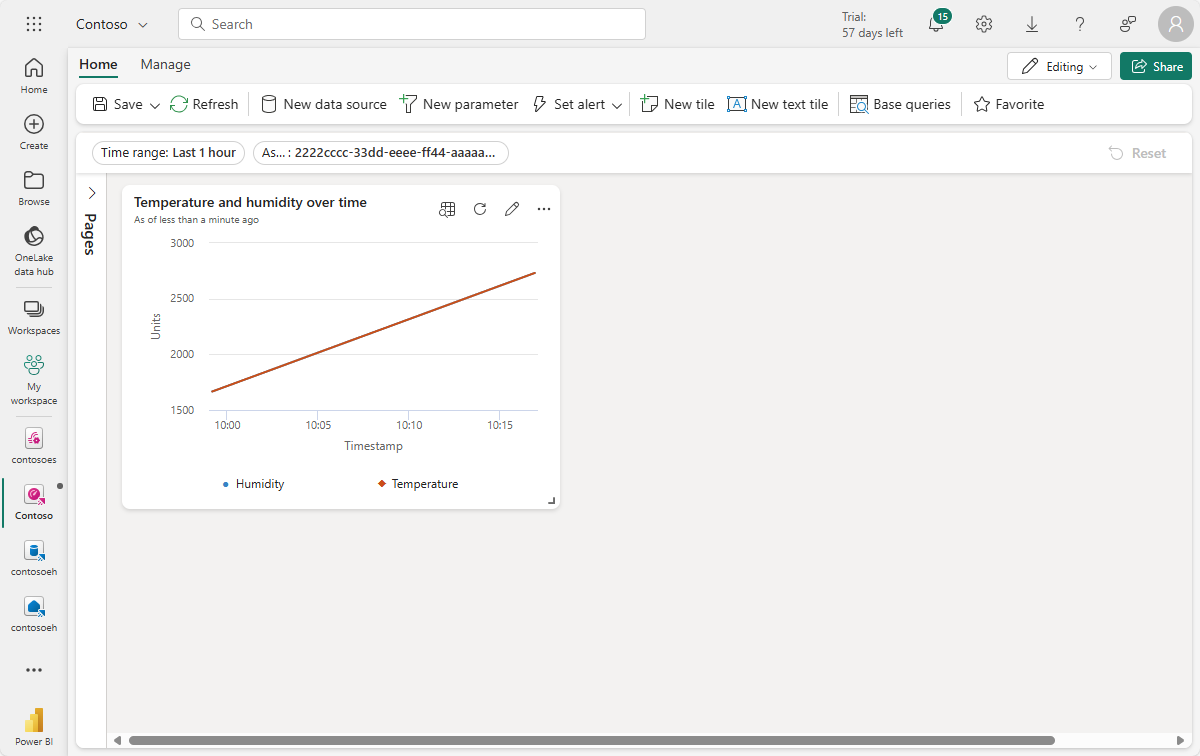 Contoso
Search
Trial:
57 days left
15
Home
Manage
Editing
Share
Save
Refresh
New data source
New parameter
Set alert
New tile
New text tile
Base queries
Favorite
Time range: Last 1 hour
As... : 2222cccc-33dd-eeee-ff44-aaaaa...
Reset
Home
Create
Browse
OneLake
data hub
Workspaces
My
workspace
contosoes
Contoso
contosoeh
contosoeh
Power BI
Pages
Temperature and humidity over time
As of less than a minute ago
3000
2500
2000
1500
Units
10:00
10:05
10:10
10:15
Timestamp
Humidity
Temperature